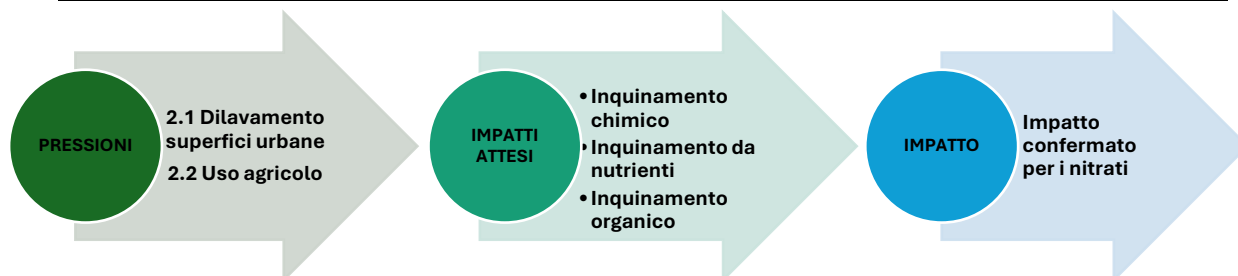 PRESSIONI
2.1 Dilavamento
superfici urbane
2.2 Uso agricolo
IMPATTI
ATTESI
•Inquinamento
chimico
•Inquinamento da
nutrienti
•Inquinamento
organico
IMPATTO
Impatto
confermato
per i nitrati